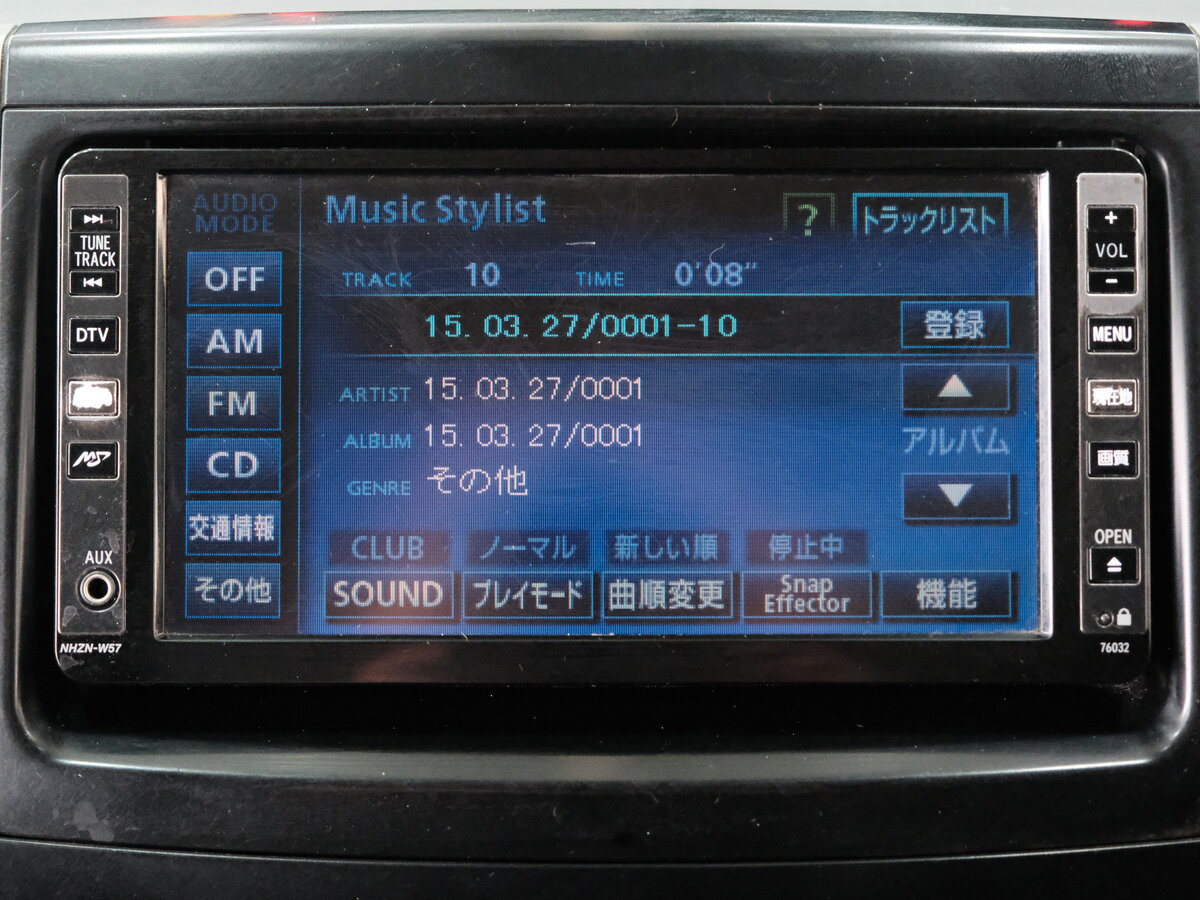 TUNE
TRACK
DTV
AUX
NHZN-W57
AUDIO
MODE
OFF
AM
FM
CD
交通情報
その他
Music Stylist
?
トラックリスト
TRACK 10 TIME 0'08"
15. 03. 27/0001-10
登録
ARTIST 15. 03. 27/0001
ALBUM 15. 03. 27/0001
アルバム
GENRE その他
CLUB ノーマル 新しい順 停止中
SOUND プレイモード 曲順変更 Snap Effector 機能
+
VOL
-
MENU
現在地
画質
OPEN
76032